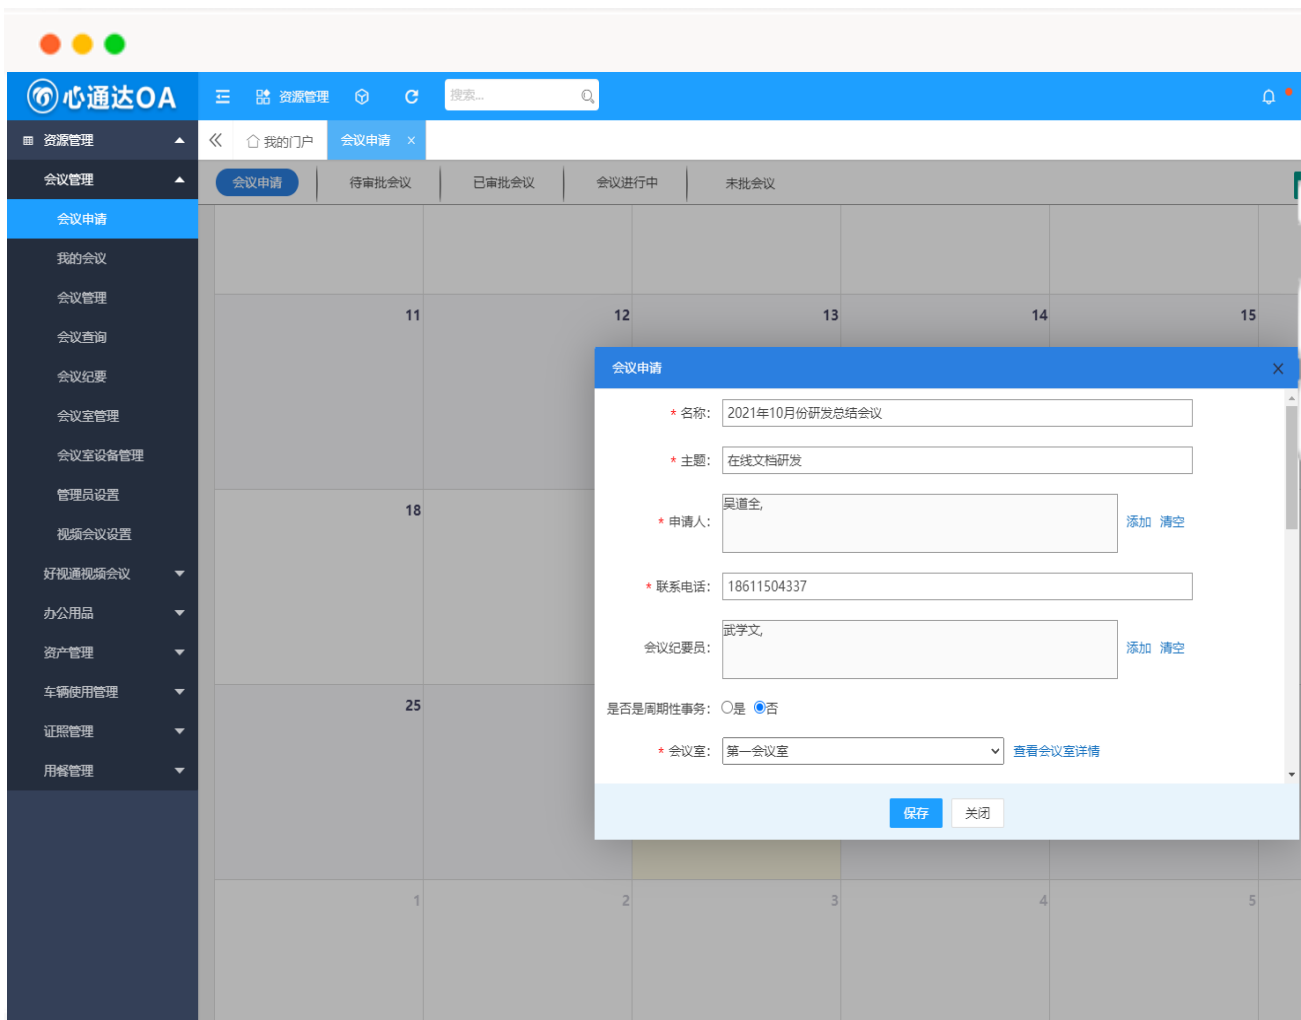 心通达OA
资源管理
搜索...
资源管理
我的门户
会议申请 ×
会议管理
会议申请
待审批会议
已审批会议
会议进行中
未批会议
会议申请
我的会议
会议管理
会议查询
会议纪要
会议室管理
会议室设备管理
管理员设置
视频会议设置
好视通视频会议
办公用品
资产管理
车辆使用管理
证照管理
用餐管理
11 12 13 14 15
18
25
1 2 3 4 5
会议申请
* 名称： 2021年10月份研发总结会议
* 主题： 在线文档研发
* 申请人： 吴道全, 添加 清空
* 联系电话： 18611504337
会议纪要员： 武学文, 添加 清空
是否是周期性事务： 是 否
* 会议室： 第一会议室 查看会议室详情
保存 关闭